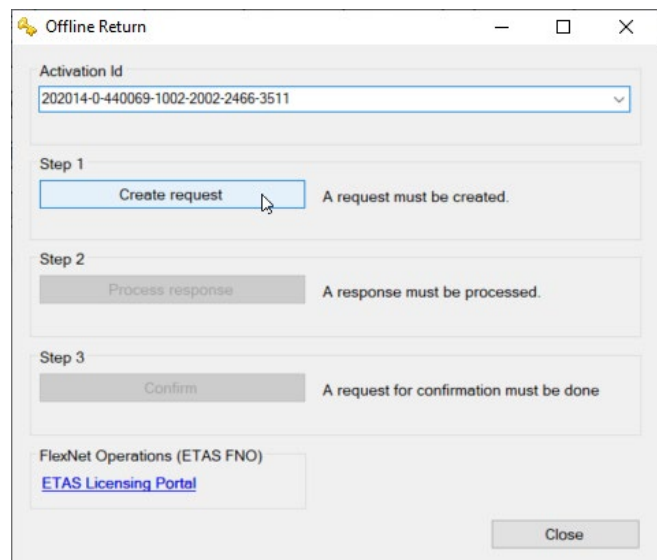 Offline Return
Activation Id
202014-0-440069-1002-2002-2466-3511
Step 1
Create request
A request must be created.
Step 2
Process response
A response must be processed.
Step 3
Confirm
A request for confirmation must be done
FlexNet Operations (ETAS FNO)
ETAS Licensing Portal
Close